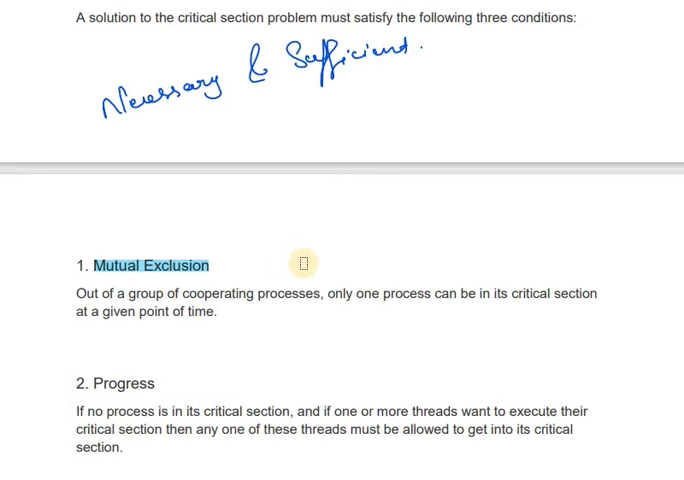 A solution to the critical section problem must satisfy the following three conditions:
Necessary & Sufficient.
1. Mutual Exclusion
Out of a group of cooperating processes, only one process can be in its critical section
at a given point of time.
2. Progress
If no process is in its critical section, and if one or more threads want to execute their
critical section then any one of these threads must be allowed to get into its critical
section.